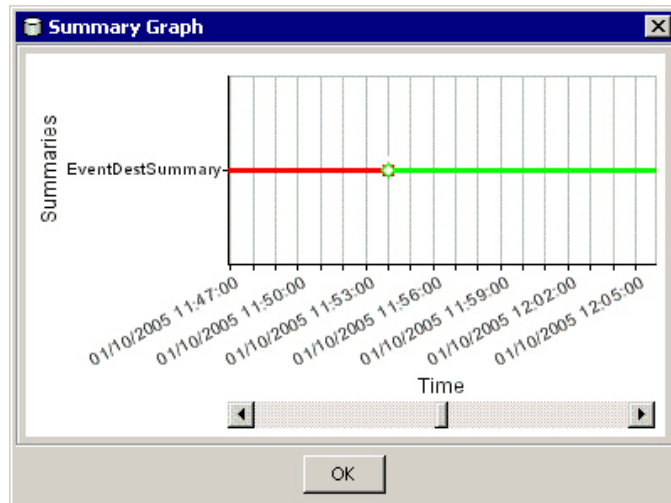 Summary Graph
Summaries
EventDestSummary
01/10/2005 11:47:00
01/10/2005 11:50:00
01/10/2005 11:53:00
01/10/2005 11:56:00
01/10/2005 11:59:00
01/10/2005 12:02:00
01/10/2005 12:05:00
Time
OK